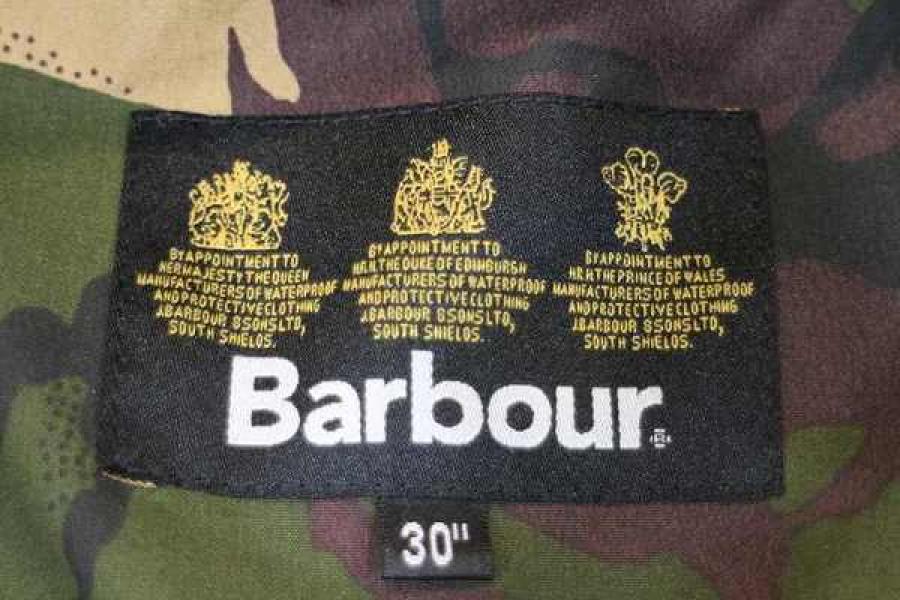 BY APPOINTMENT TO
HER MAJESTY THE QUEEN
MANUFACTURERS OF WATERPROOF
AND PROTECTIVE CLOTHING
J.BARBOUR & SONS LTD,
SOUTH SHIELDS.
BY APPOINTMENT TO
H.R.H. THE DUKE OF EDINBURGH
MANUFACTURERS OF WATERPROOF
AND PROTECTIVE CLOTHING
J.BARBOUR & SONS LTD,
SOUTH SHIELDS.
BY APPOINTMENT TO
H.R.H. THE PRINCE OF WALES
MANUFACTURERS OF WATERPROOF
AND PROTECTIVE CLOTHING
J.BARBOUR & SONS LTD,
SOUTH SHIELDS.
Barbour®
30"